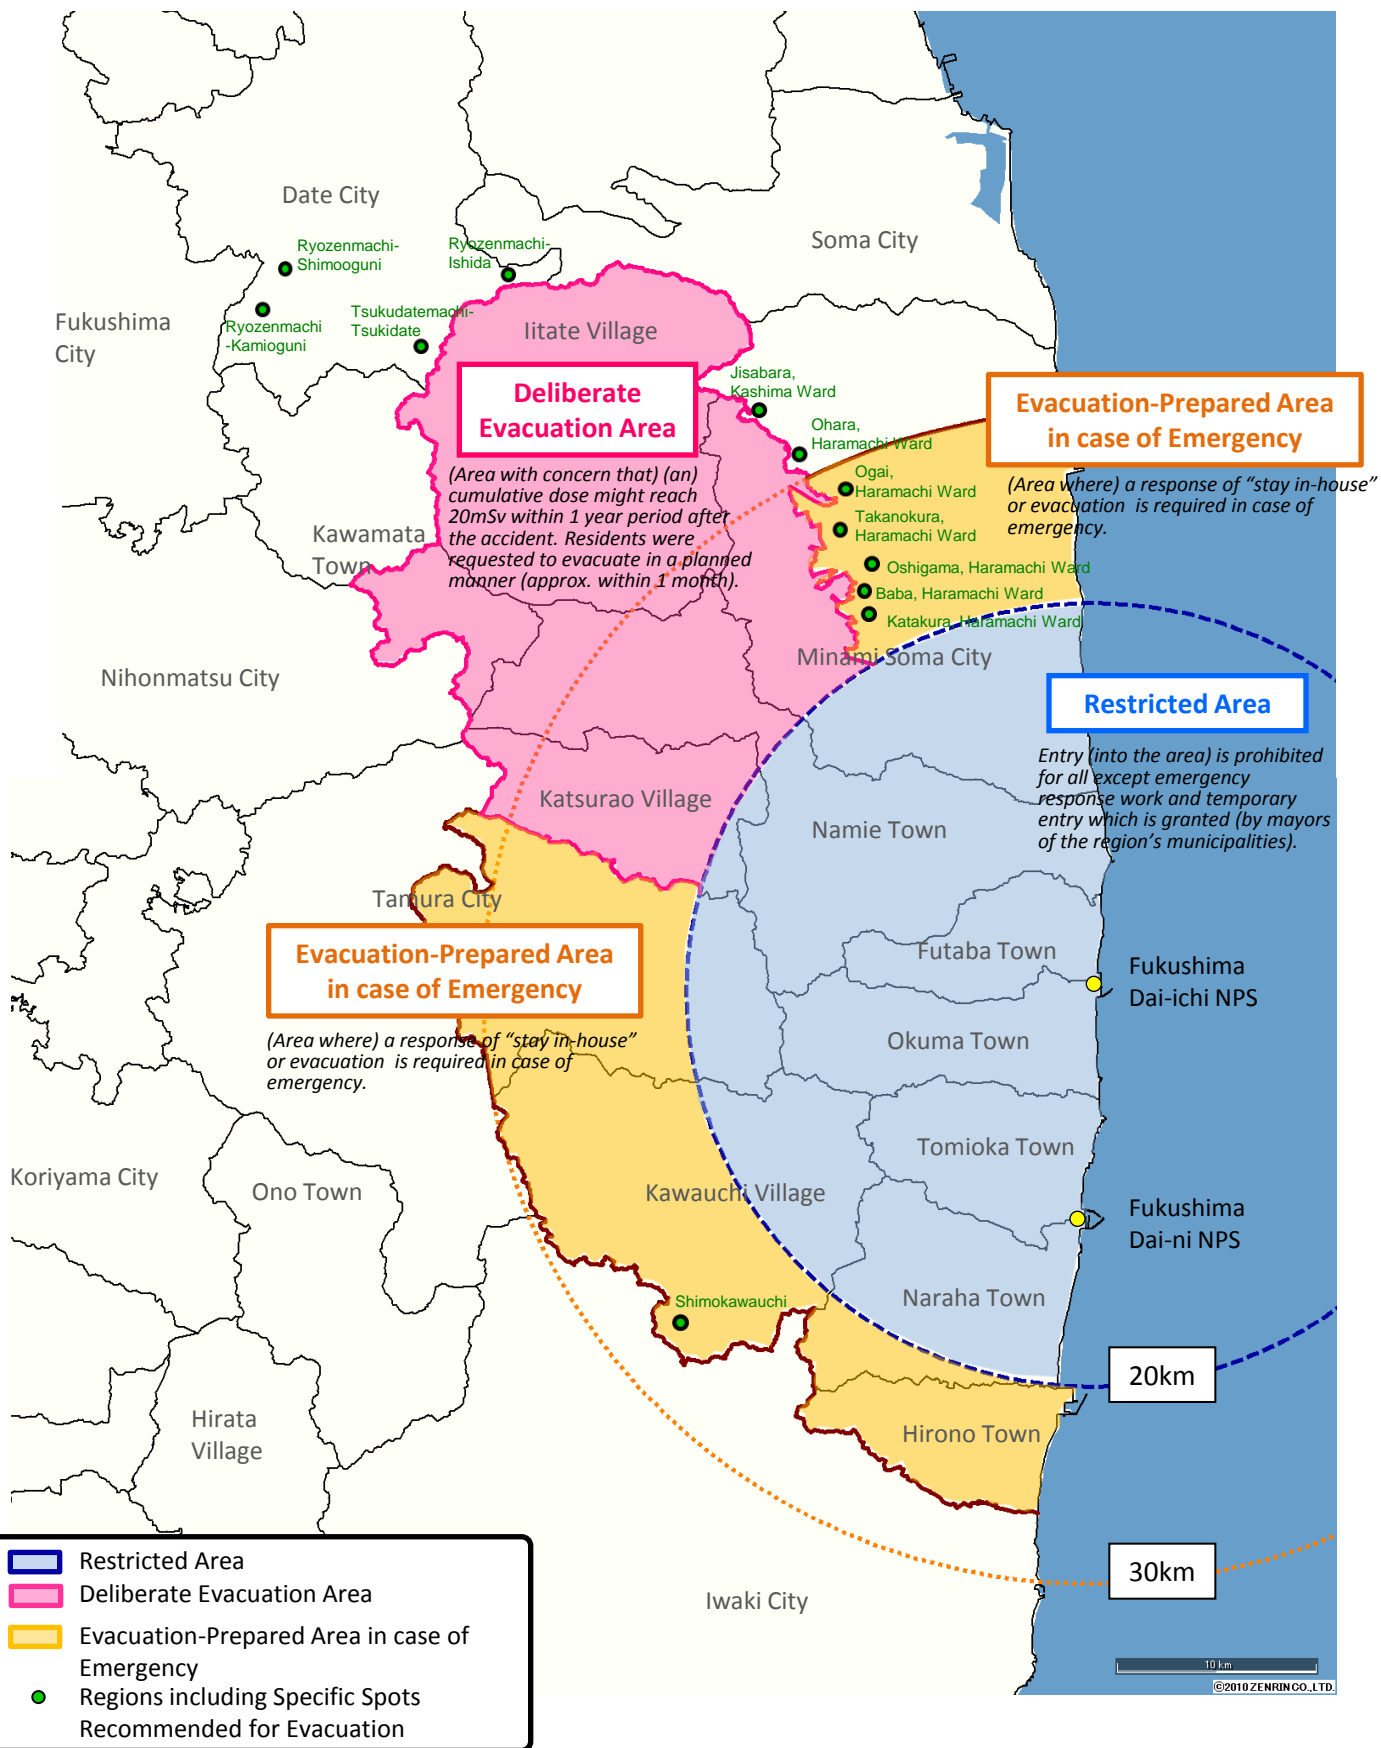 Date City
Soma City
Ryozenmachi-
Shimooguni
Ryozenmachi-
Ishida
Ryozenmachi
-Kamioguni
Tsukudatemachi-
Tsukidate
Fukushima
City
Iitate Village
Deliberate
Evacuation Area
(Area with concern that) (an)
cumulative dose might reach
20mSv within 1 year period after
the accident. Residents were
requested to evacuate in a planned
manner (approx. within 1 month).
Jisabara,
Kashima Ward
Ohara,
Haramachi Ward
Evacuation-Prepared Area
in case of Emergency
(Area where) a response of “stay in-house”
or evacuation is required in case of
emergency.
Ogai,
Haramachi Ward
Takanokura,
Haramachi Ward
Oshigama, Haramachi Ward
Baba, Haramachi Ward
Katakura, Haramachi Ward
Kawamata
Town
Minami Soma City
Nihonmatsu City
Restricted Area
Entry (into the area) is prohibited
for all except emergency
response work and temporary
entry which is granted (by mayors
of the region’s municipalities).
Katsurao Village
Namie Town
Tamura City
Evacuation-Prepared Area
in case of Emergency
(Area where) a response of “stay in-house”
or evacuation is required in case of
emergency.
Futaba Town
Fukushima
Dai-ichi NPS
Okuma Town
Tomioka Town
Koriyama City
Ono Town
Kawauchi Village
Fukushima
Dai-ni NPS
Naraha Town
Shimokawauchi
20km
Hirata
Village
Hirono Town
30km
Iwaki City
Restricted Area
Deliberate Evacuation Area
Evacuation-Prepared Area in case of
Emergency
Regions including Specific Spots
Recommended for Evacuation
10 km
©2010 ZENRIN CO., LTD.